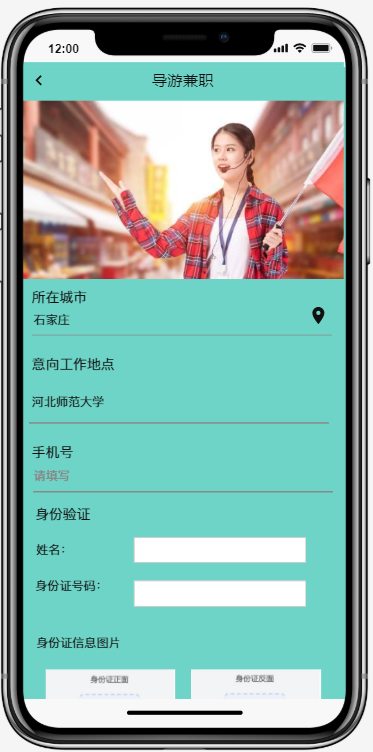 12:00
导游兼职
所在城市
石家庄
意向工作地点
河北师范大学
手机号
请填写
身份验证
姓名：
身份证号码：
身份证信息图片
身份证正面
身份证反面